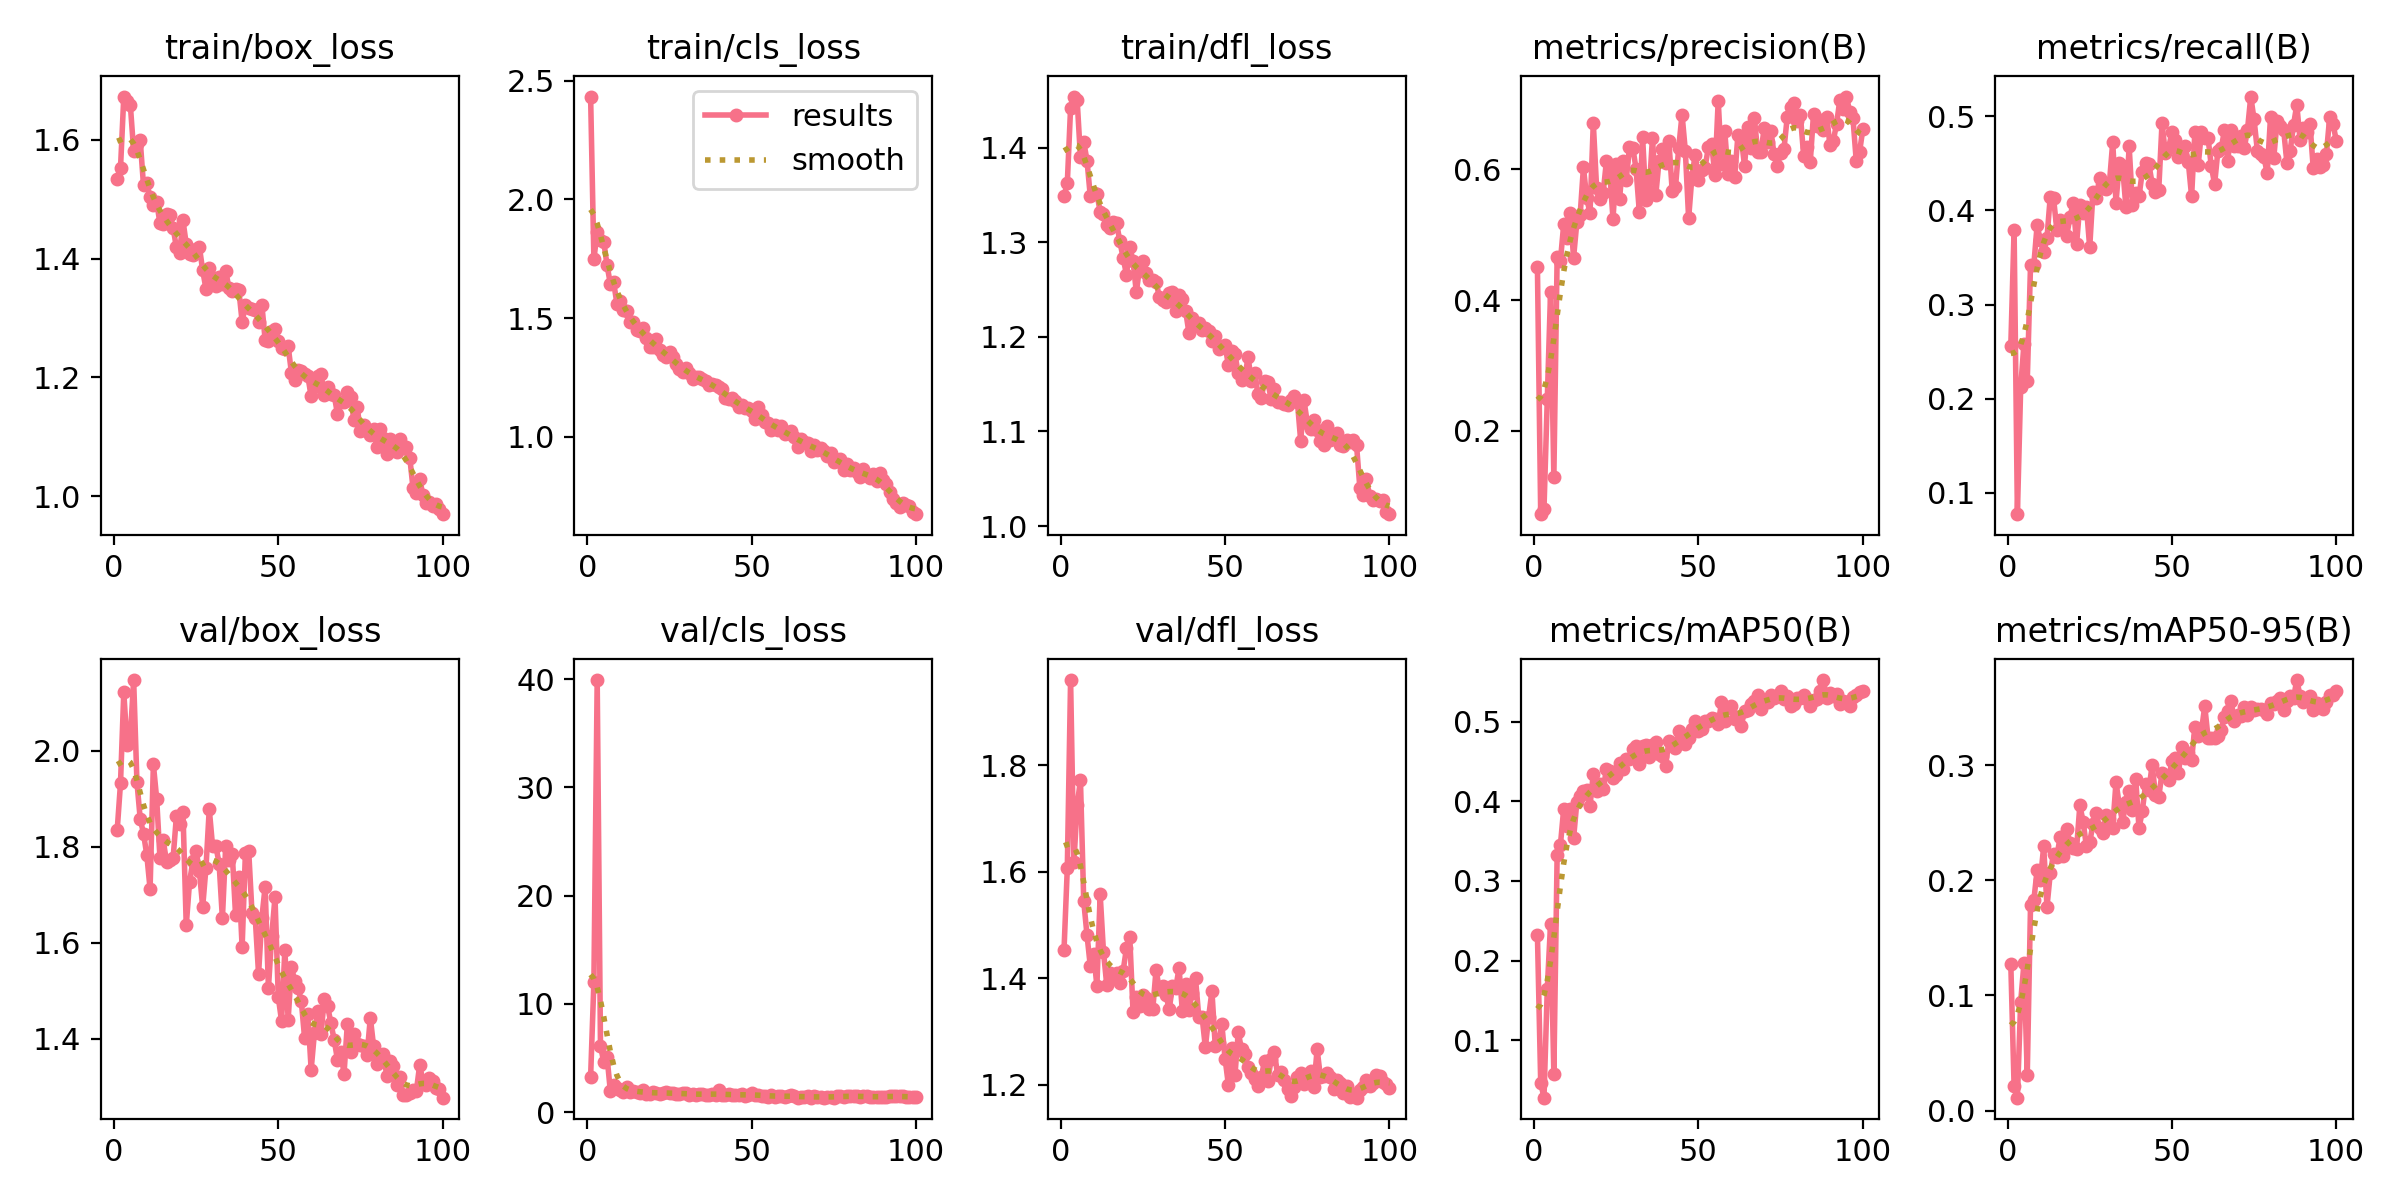 train/box_loss
1.6
1.4
1.2
1.0
0 50 100
train/cls_loss
2.5
2.0
1.5
1.0
results
smooth
0 50 100
train/dfl_loss
1.4
1.3
1.2
1.1
1.0
0 50 100
metrics/precision(B)
0.6
0.4
0.2
0 50 100
metrics/recall(B)
0.5
0.4
0.3
0.2
0.1
0 50 100
val/box_loss
2.0
1.8
1.6
1.4
0 50 100
val/cls_loss
40
30
20
10
0
0 50 100
val/dfl_loss
1.8
1.6
1.4
1.2
0 50 100
metrics/mAP50(B)
0.5
0.4
0.3
0.2
0.1
0 50 100
metrics/mAP50-95(B)
0.3
0.2
0.1
0.0
0 50 100